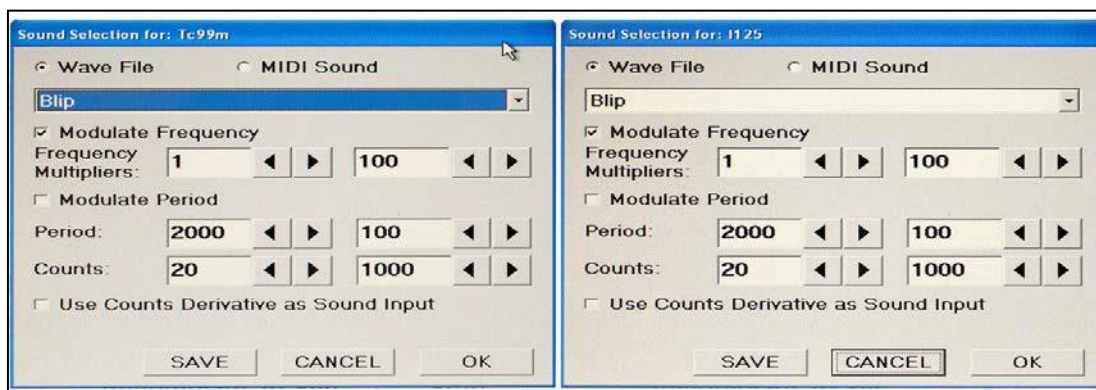 Sound Selection for: Tc99m
Wave File MIDI Sound
Blip
Modulate Frequency
Frequency Multipliers: 1 100
Modulate Period
Period: 2000 100
Counts: 20 1000
Use Counts Derivative as Sound Input
SAVE CANCEL OK
Sound Selection for: I125
Wave File MIDI Sound
Blip
Modulate Frequency
Frequency Multipliers: 1 100
Modulate Period
Period: 2000 100
Counts: 20 1000
Use Counts Derivative as Sound Input
SAVE CANCEL OK